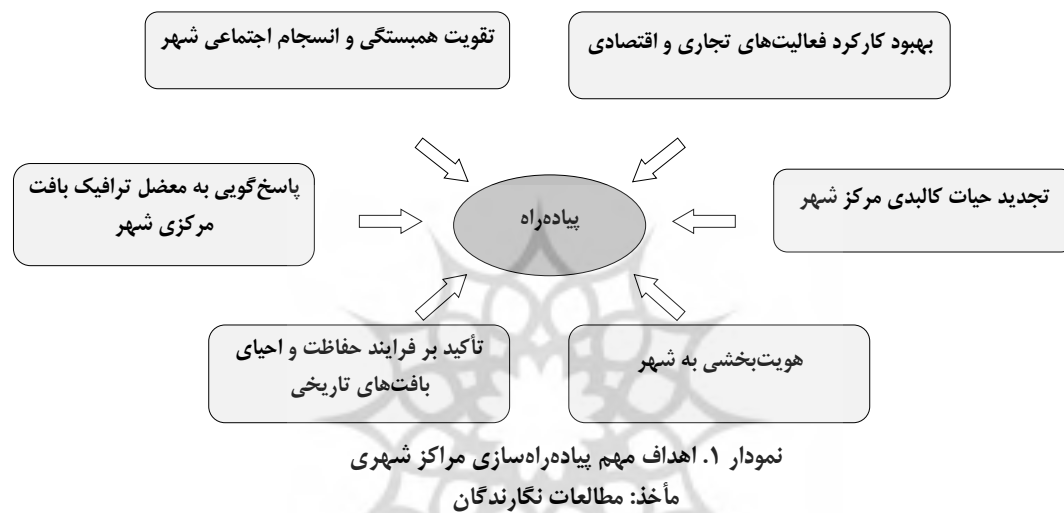 بهبود کارکرد فعالیت‌های تجاری و اقتصادی
تقویت همبستگی و انسجام اجتماعی شهر
تجدید حیات کالبدی مرکز شهر
پیاده‌راه
پاسخ‌گویی به معضل ترافیک بافت
مرکزی شهر
هویت‌بخشی به شهر
تأکید بر فرایند حفاظت و احیای
بافت‌های تاریخی
نمودار ۱. اهداف مهم پیاده‌راه‌سازی مراکز شهری
مأخذ: مطالعات نگارندگان